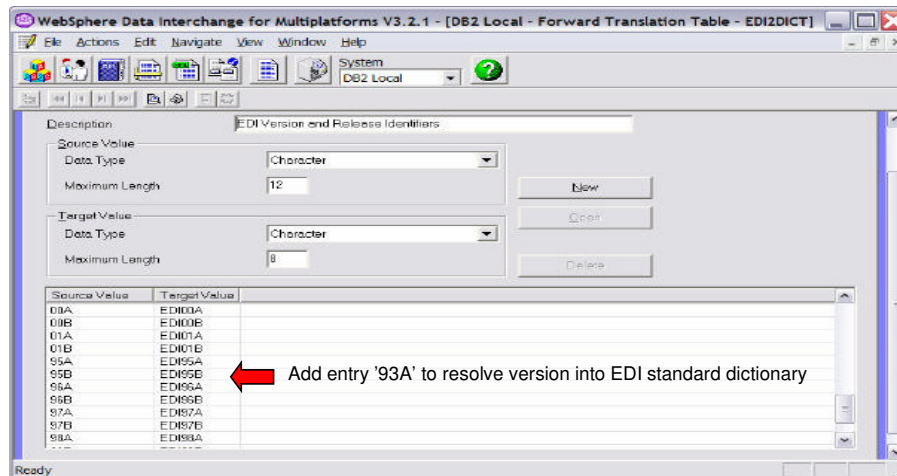 WebSphere Data Interchange for Multiplatforms V3.2.1 - [DB2 Local - Forward Translation Table - EDI2DICT]
File Actions Edit Navigate View Window Help
System
DB2 Local
Description EDI Version and Release Identifiers
Source Value
Data Type Character
Maximum Length 12
New
Target Value
Open
Data Type Character
Maximum Length 8
Delete
Source Value Target Value
00A EDI00A
00B EDI00B
01A EDI01A
01B EDI01B
95A EDI95A
95B EDI95B
Add entry '93A' to resolve version into EDI standard dictionary
96A EDI96A
96B EDI96B
97A EDI97A
97B EDI97B
98A EDI98A
Ready